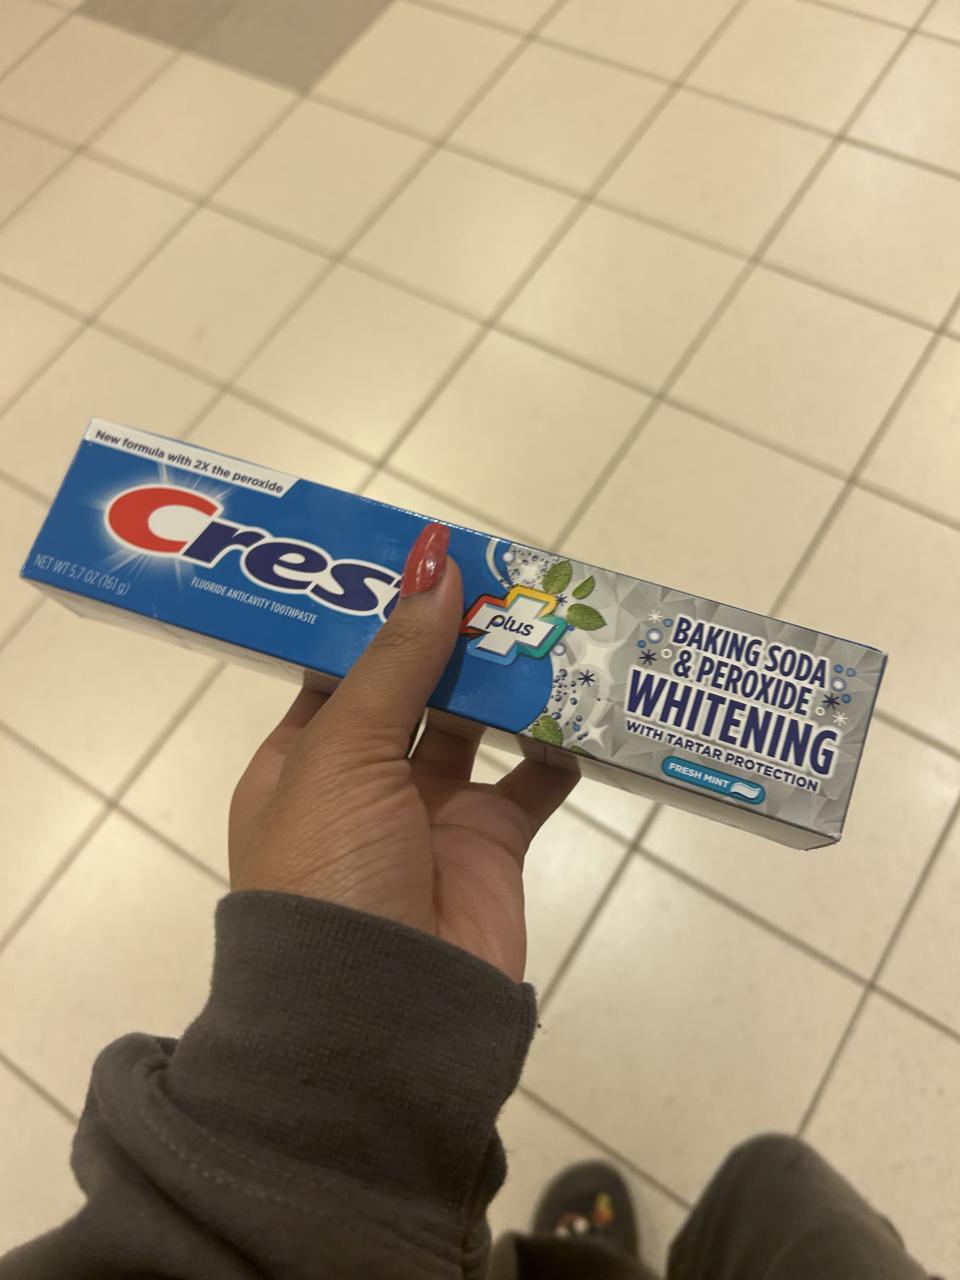 New formula with 2X the peroxide
Crest
FLUORIDE ANTICAVITY TOOTHPASTE
NET WT 5.7 OZ (161 g)
plus
BAKING SODA
& PEROXIDE
WHITENING
WITH TARTAR PROTECTION
FRESH MINT